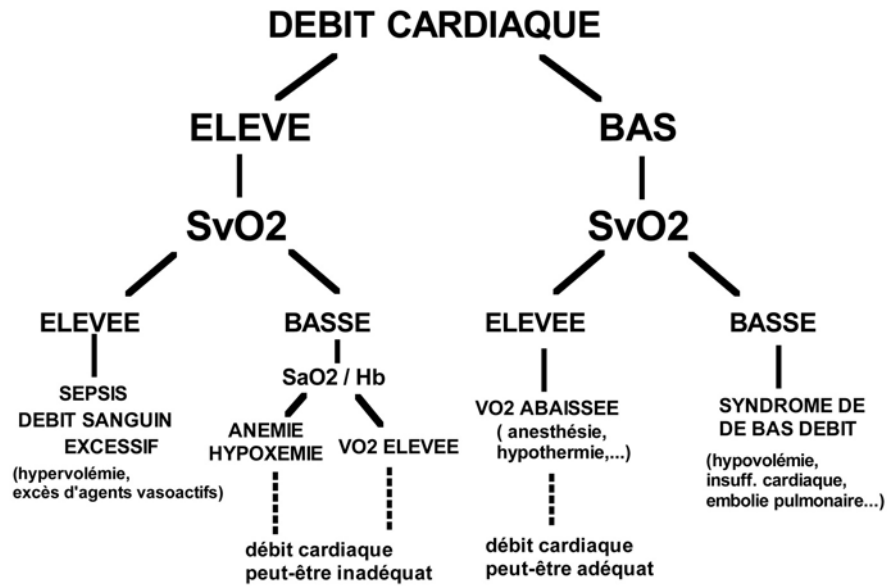 DEBIT CARDIAQUE
ELEVE
BAS
SvO2
SvO2
ELEVEE
BASSE
ELEVEE
BASSE
SEPSIS
DEBIT SANGUIN
EXCESSIF
(hypervolémie,
excès d'agents vasoactifs)
SaO2 / Hb
ANEMIE
HYPOXEMIE
VO2 ELEVEE
débit cardiaque
peut-être inadéquat
VO2 ABAISSEE
( anesthésie,
hypothermie,...)
débit cardiaque
peut-être adéquat
SYNDROME DE
DE BAS DEBIT
(hypovolémie,
insuff. cardiaque,
embolie pulmonaire...)